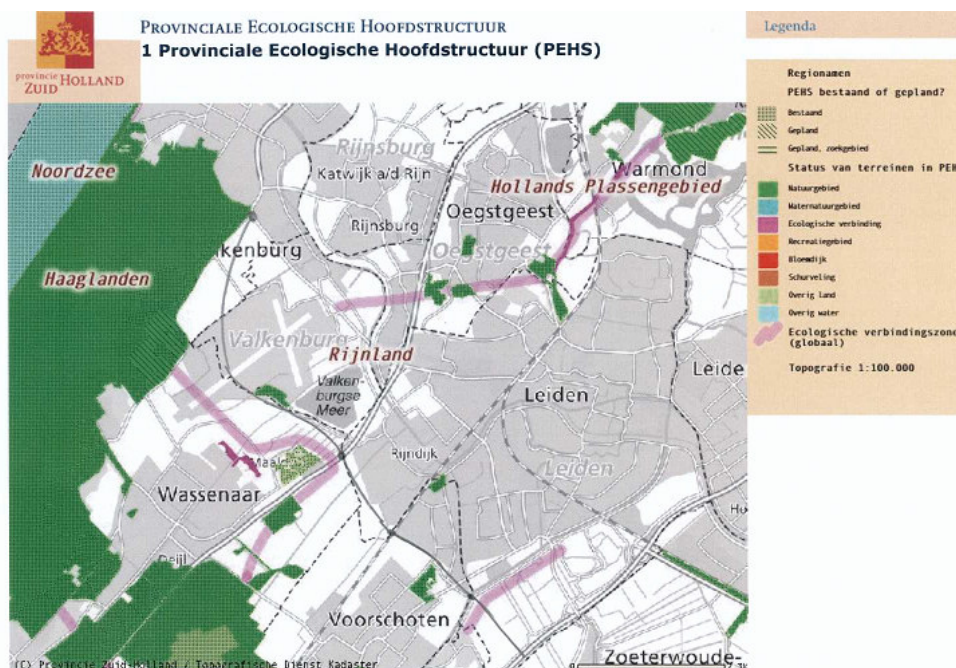 provincie
ZUID HOLLAND
PROVINCIALE ECOLOGISCHE HOOFDSTRUCTUUR
1 Provinciale Ecologische Hoofdstructuur (PEHS)
Legenda
Regionamen
PEHS bestaand of gepland?
Bestaand
Gepland
Gepland, zoekgebied
Status van terreinen in PEH
Natuurgebied
Waternatuurgebied
Ecologische verbinding
Recreatiegebied
Bloemdijk
Schurveling
Overig land
Overig water
Ecologische verbindingszone
(globaal)
Topografie 1:100.000
Noordzee
Rijnsburg
Katwijk a/d Rijn
Warmond
Hollands Plassengebied
Oegstgeest
Rijnsburg
Oegstgeest
lkenburg
Haaglanden
Valkenburg
Rijnland
Valken-
burgse
Meer
Leide
Leiden
Rijndijk
Leiden
Maald
Wassenaar
Deijl
Voorschoten
Zoeterwoude-
(C) Provincie Zuid-Holland / Topografische Dienst Kadaster